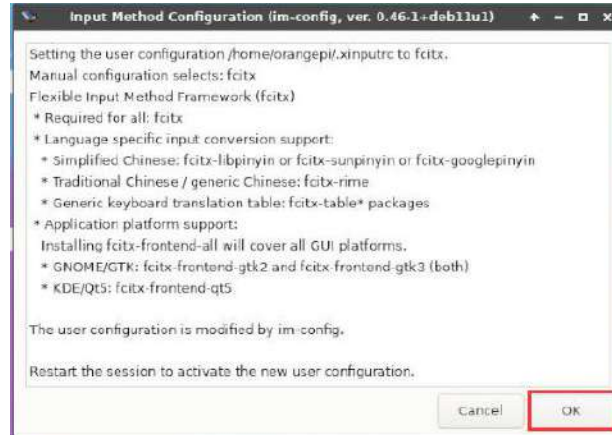 Input Method Configuration (im-config, ver. 0.46-1+deb11u1)
Setting the user configuration /home/orangepi/.xinputrc to fcitx.
Manual configuration selects: fcitx
Flexible Input Method Framework (fcitx)
* Required for all: fcitx
* Language specific input conversion support:
* Simplified Chinese: fcitx-libpinyin or fcitx-sunpinyin or fcitx-googlepinyin
* Traditional Chinese / generic Chinese: fcitx-rime
* Generic keyboard translation table: fcitx-table* packages
* Application platform support:
Installing fcitx-frontend-all will cover all GUI platforms.
* GNOME/GTK: fcitx-frontend-gtk2 and fcitx-frontend-gtk3 (both)
* KDE/Qt5: fcitx-frontend-qt5
The user configuration is modified by im-config.
Restart the session to activate the new user configuration.
Cancel OK